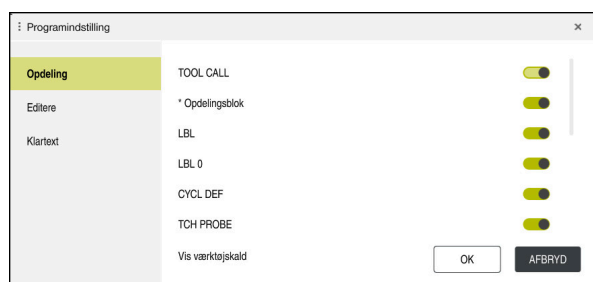 Programindstilling
Opdeling
Editere
Klartext
TOOL CALL
* Opdelingsblok
LBL
LBL 0
CYCL DEF
TCH PROBE
Vis værktøjskald
OK
AFBRYD